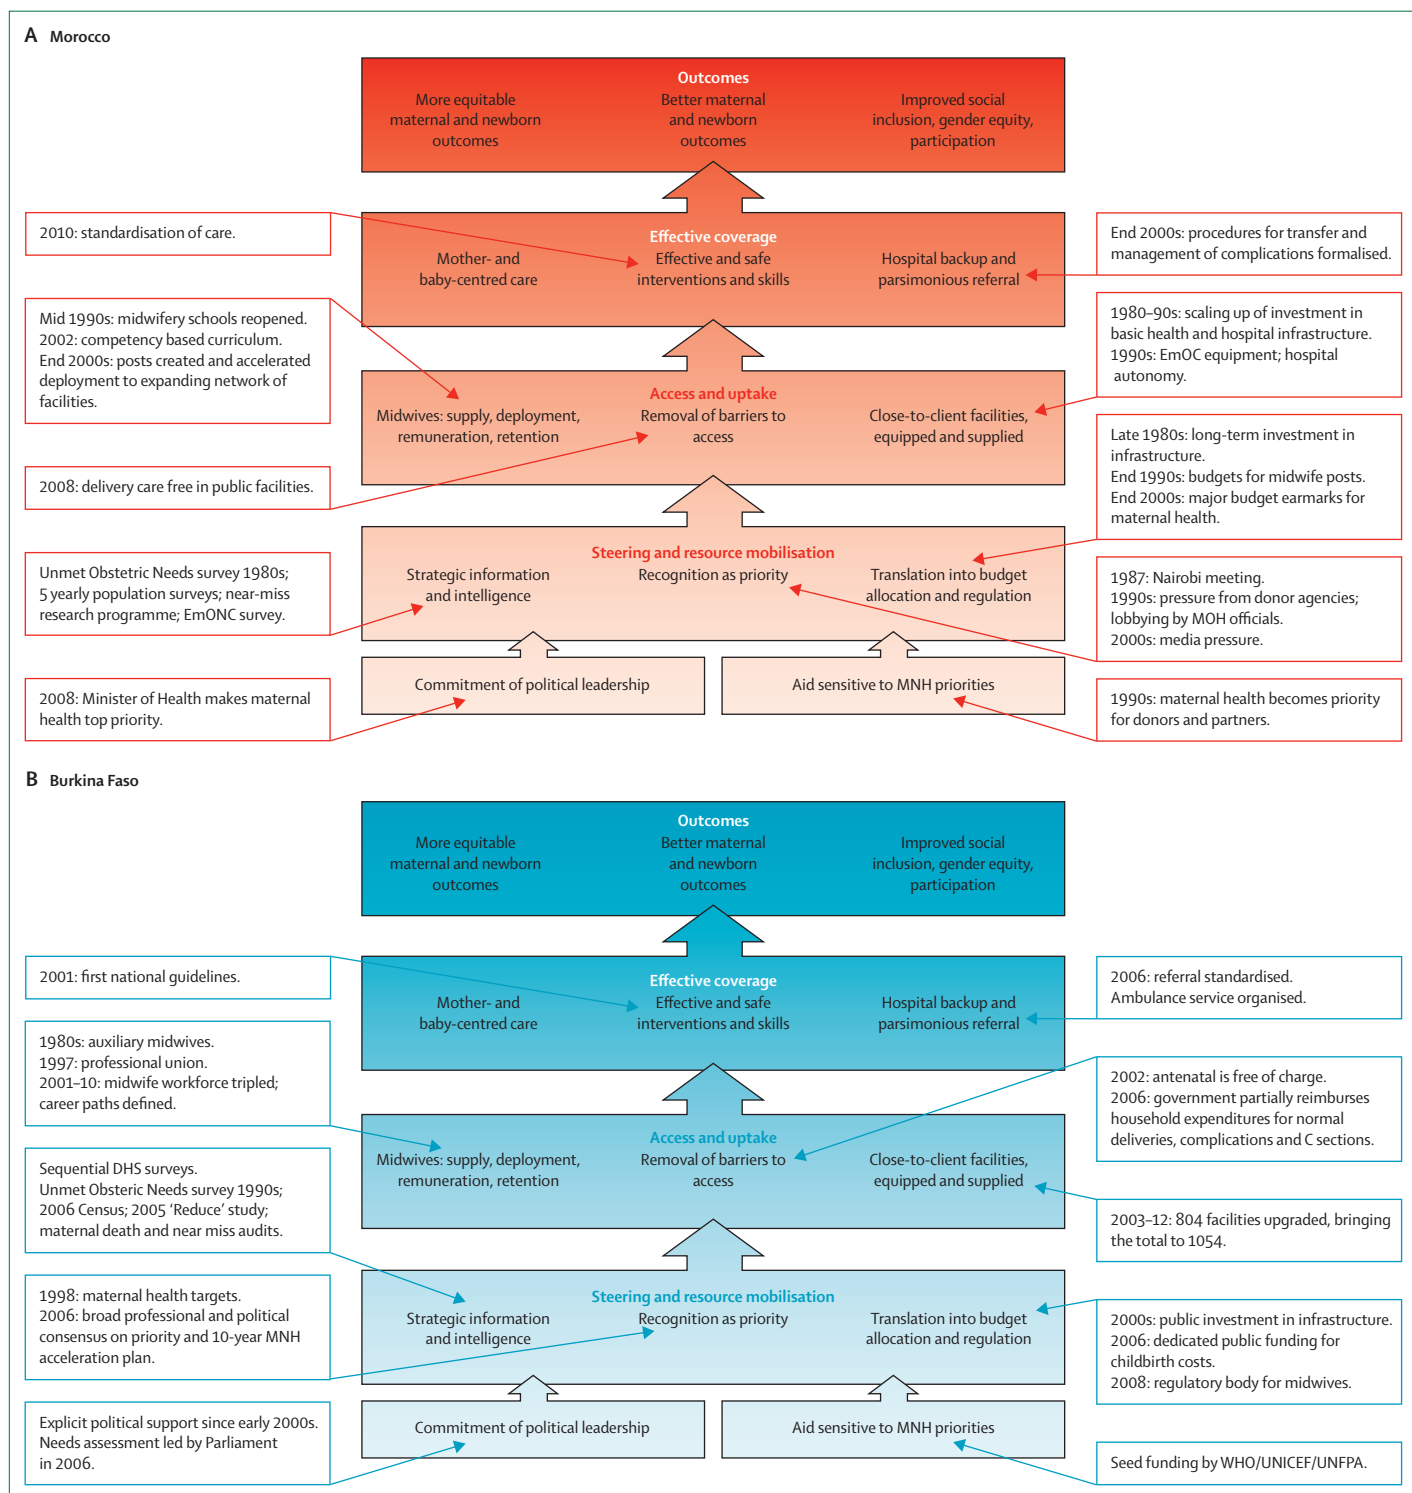 A Morocco
Outcomes
More equitable
maternal and newborn
outcomes
Better maternal
and newborn
outcomes
Improved social
inclusion, gender equity,
participation
2010: standardisation of care.
Effective coverage
Mother- and
baby-centred care
Effective and safe
interventions and skills
Hospital backup and
parsimonious referral
End 2000s: procedures for transfer and
management of complications formalised.
Mid 1990s: midwifery schools reopened.
2002: competency based curriculum.
End 2000s: posts created and accelerated
deployment to expanding network of
facilities.
1980–90s: scaling up of investment in
basic health and hospital infrastructure.
1990s: EmOC equipment; hospital
autonomy.
Access and uptake
Midwives: supply, deployment,
remuneration, retention
Removal of barriers to
access
Close-to-client facilities,
equipped and supplied
2008: delivery care free in public facilities.
Late 1980s: long-term investment in
infrastructure.
End 1990s: budgets for midwife posts.
End 2000s: major budget earmarks for
maternal health.
Steering and resource mobilisation
Strategic information
and intelligence
Recognition as priority
Translation into budget
allocation and regulation
Unmet Obstetric Needs survey 1980s;
5 yearly population surveys; near-miss
research programme; EmONC survey.
1987: Nairobi meeting.
1990s: pressure from donor agencies;
lobbying by MOH officials.
2000s: media pressure.
Commitment of political leadership
Aid sensitive to MNH priorities
2008: Minister of Health makes maternal
health top priority.
1990s: maternal health becomes priority
for donors and partners.
B Burkina Faso
Outcomes
More equitable
maternal and newborn
outcomes
Better maternal
and newborn
outcomes
Improved social
inclusion, gender equity,
participation
2001: first national guidelines.
Effective coverage
Mother- and
baby-centred care
Effective and safe
interventions and skills
Hospital backup and
parsimonious referral
2006: referral standardised.
Ambulance service organised.
1980s: auxiliary midwives.
1997: professional union.
2001–10: midwife workforce tripled;
career paths defined.
2002: antenatal is free of charge.
2006: government partially reimburses
household expenditures for normal
deliveries, complications and C sections.
Access and uptake
Midwives: supply, deployment,
remuneration, retention
Removal of barriers to
access
Close-to-client facilities,
equipped and supplied
Sequential DHS surveys.
Unmet Obsteric Needs survey 1990s;
2006 Census; 2005 ‘Reduce’ study;
maternal death and near miss audits.
2003–12: 804 facilities upgraded, bringing
the total to 1054.
Steering and resource mobilisation
Strategic information
and intelligence
Recognition as priority
Translation into budget
allocation and regulation
1998: maternal health targets.
2006: broad professional and political
consensus on priority and 10-year MNH
acceleration plan.
2000s: public investment in infrastructure.
2006: dedicated public funding for
childbirth costs.
2008: regulatory body for midwives.
Commitment of political leadership
Aid sensitive to MNH priorities
Explicit political support since early 2000s.
Needs assessment led by Parliament
in 2006.
Seed funding by WHO/UNICEF/UNFPA.